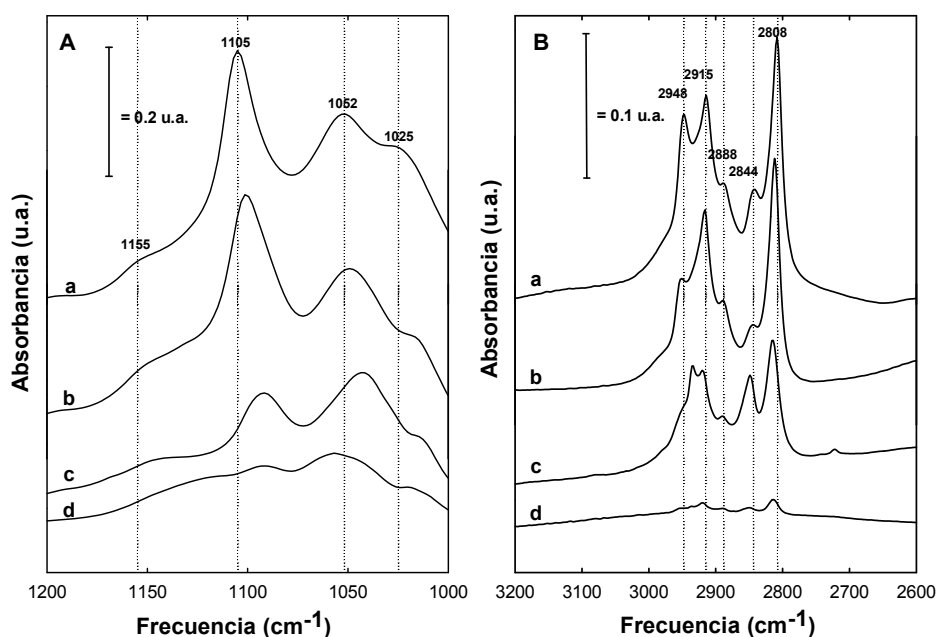 A
= 0.2 u.a.
1105
1052
1025
1155
a
b
c
d
Absorbancia (u.a.)
1200 1150 1100 1050 1000
Frecuencia (cm-1)
B
= 0.1 u.a.
2808
2915
2948
2888
2844
a
b
c
d
Absorbancia (u.a.)
3200 3100 3000 2900 2800 2700 2600
Frecuencia (cm-1)